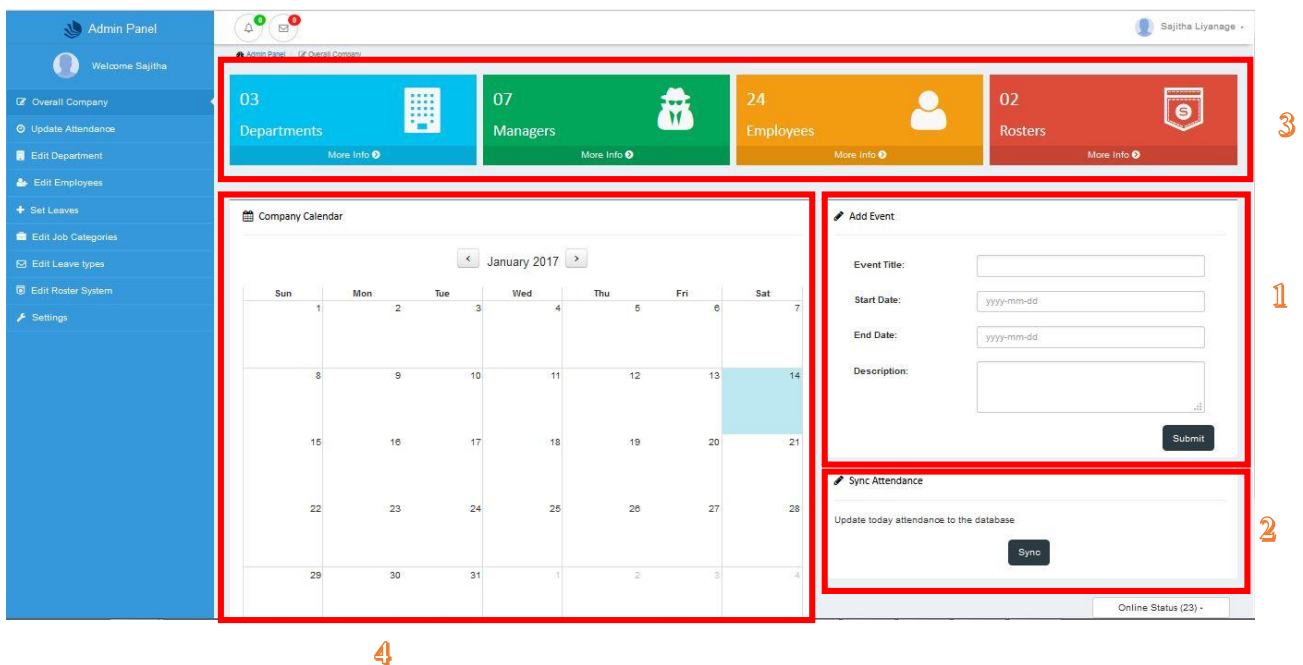 Admin Panel
0
0
Sajitha Liyanage
Welcome Sajitha
Admin Panel / Overall Company
Overall Company
Update Attendance
Edit Department
Edit Employees
Set Leaves
Edit Job Categories
Edit Leave types
Edit Roster System
Settings
03
Departments
More Info
07
Managers
More Info
24
Employees
More Info
02
S
Rosters
More Info
3
Company Calendar
January 2017
Sun Mon Tue Wed Thu Fri Sat
1 2 3 4 5 6 7
8 9 10 11 12 13 14
15 16 17 18 19 20 21
22 23 24 25 26 27 28
29 30 31 1 2 3 4
Add Event
Event Title:
Start Date: yyyy-mm-dd
End Date: yyyy-mm-dd
Description:
Submit
1
Sync Attendance
Update today attendance to the database
Sync
2
Online Status (23) -
4